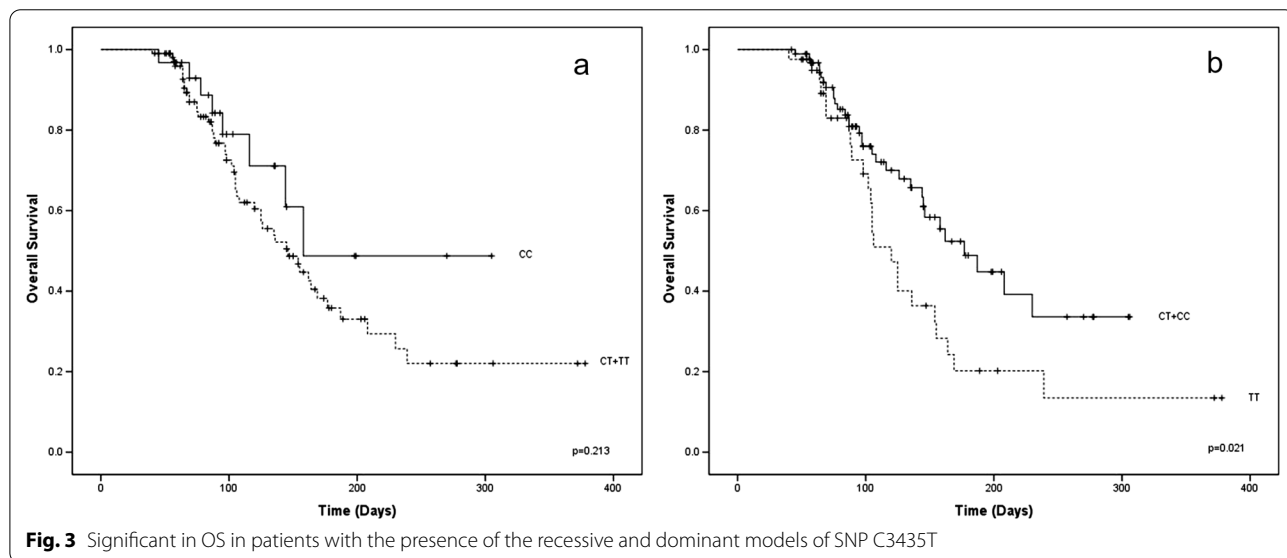 a
1.0
0.8
0.6
0.4
0.2
0.0
Overall Survival
CC
CT+TT
p=0.213
0
100
200
300
400
Time (Days)
b
1.0
0.8
0.6
0.4
0.2
0.0
Overall Survival
CT+CC
TT
p=0.021
0
100
200
300
400
Time (Days)
Fig. 3 Significant in OS in patients with the presence of the recessive and dominant models of SNP C3435T